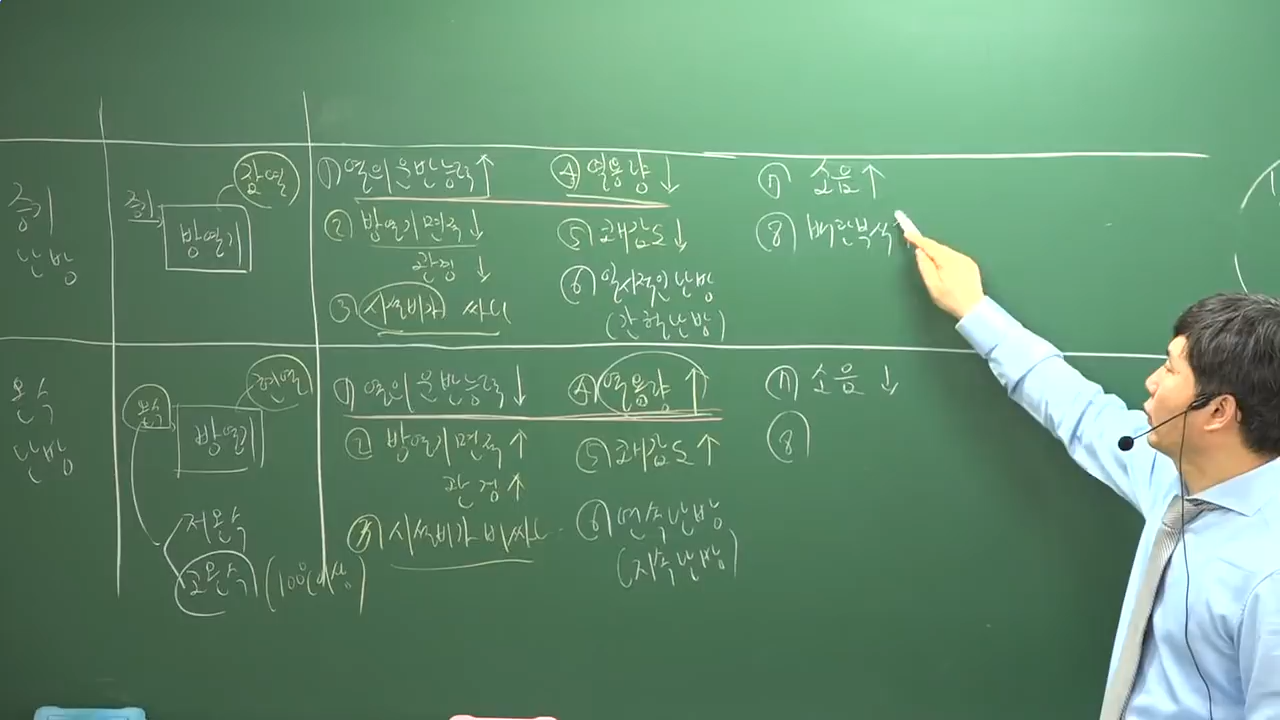 증기
난방
증기
방열기
잠열
① 열의 운반능력↑
② 방열기면적↓
관경↓
③ 시설비가 싸다
④ 열용량↓
⑤ 쾌감도↓
⑥ 일시적인 난방
(간헐난방)
⑦ 소음↑
⑧ 배관부식
온수
난방
온수
방열기
현열
저온수
고온수 (100℃이상)
① 열의 운반능력↓
② 방열기면적↑
관경↑
③ 시설비가 비싸다
④ 열용량↑
⑤ 쾌감도↑
⑥ 연속난방
(지속난방)
⑦ 소음↓
⑧